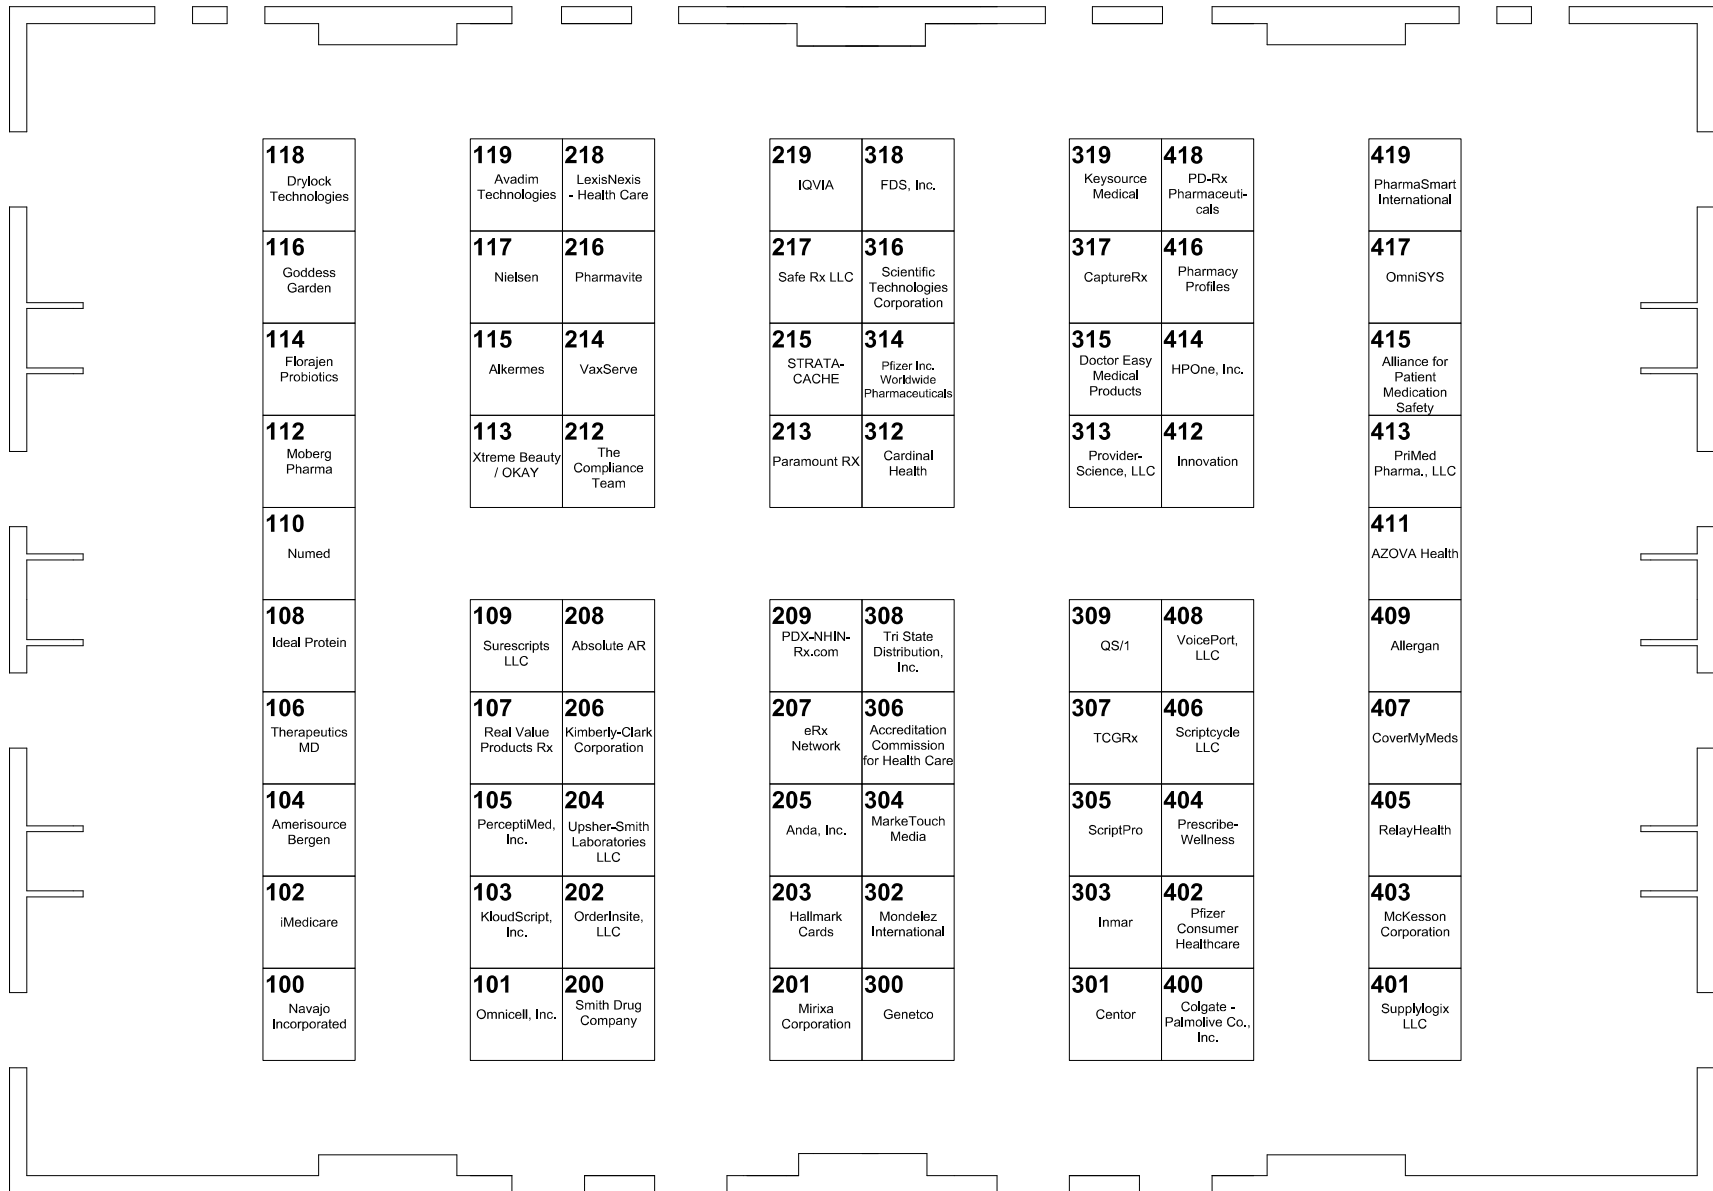 118
Drylock
Technologies
119
Avadim
Technologies
218
LexisNexis
- Health Care
219
IQVIA
318
FDS, Inc.
319
Keysource
Medical
418
PD-Rx
Pharmaceuti-
cals
419
PharmaSmart
International
116
Goddess
Garden
117
Nielsen
216
Pharmavite
217
Safe Rx LLC
316
Scientific
Technologies
Corporation
317
CaptureRx
416
Pharmacy
Profiles
417
OmniSYS
114
Florajen
Probiotics
115
Alkermes
214
VaxServe
215
STRATA-
CACHE
314
Pfizer Inc.
Worldwide
Pharmaceuticals
315
Doctor Easy
Medical
Products
414
HPOne, Inc.
415
Alliance for
Patient
Medication
Safety
112
Moberg
Pharma
113
Xtreme Beauty
/ OKAY
212
The
Compliance
Team
213
Paramount RX
312
Cardinal
Health
313
Provider-
Science, LLC
412
Innovation
413
PriMed
Pharma., LLC
110
Numed
411
AZOVA Health
108
Ideal Protein
109
Surescripts
LLC
208
Absolute AR
209
PDX-NHIN-
Rx.com
308
Tri State
Distribution,
Inc.
309
QS/1
408
VoicePort,
LLC
409
Allergan
106
Therapeutics
MD
107
Real Value
Products Rx
206
Kimberly-Clark
Corporation
207
eRx
Network
306
Accreditation
Commission
for Health Care
307
TCGRx
406
Scriptcycle
LLC
407
CoverMyMeds
104
Amerisource
Bergen
105
PerceptiMed,
Inc.
204
Upsher-Smith
Laboratories
LLC
205
Anda, Inc.
304
MarkeTouch
Media
305
ScriptPro
404
Prescribe-
Wellness
405
RelayHealth
102
iMedicare
103
KloudScript,
Inc.
202
OrderInsite,
LLC
203
Hallmark
Cards
302
Mondelez
International
303
Inmar
402
Pfizer
Consumer
Healthcare
403
McKesson
Corporation
100
Navajo
Incorporated
101
Omnicell, Inc.
200
Smith Drug
Company
201
Mirixa
Corporation
300
Genetco
301
Centor
400
Colgate -
Palmolive Co.,
Inc.
401
Supplylogix
LLC